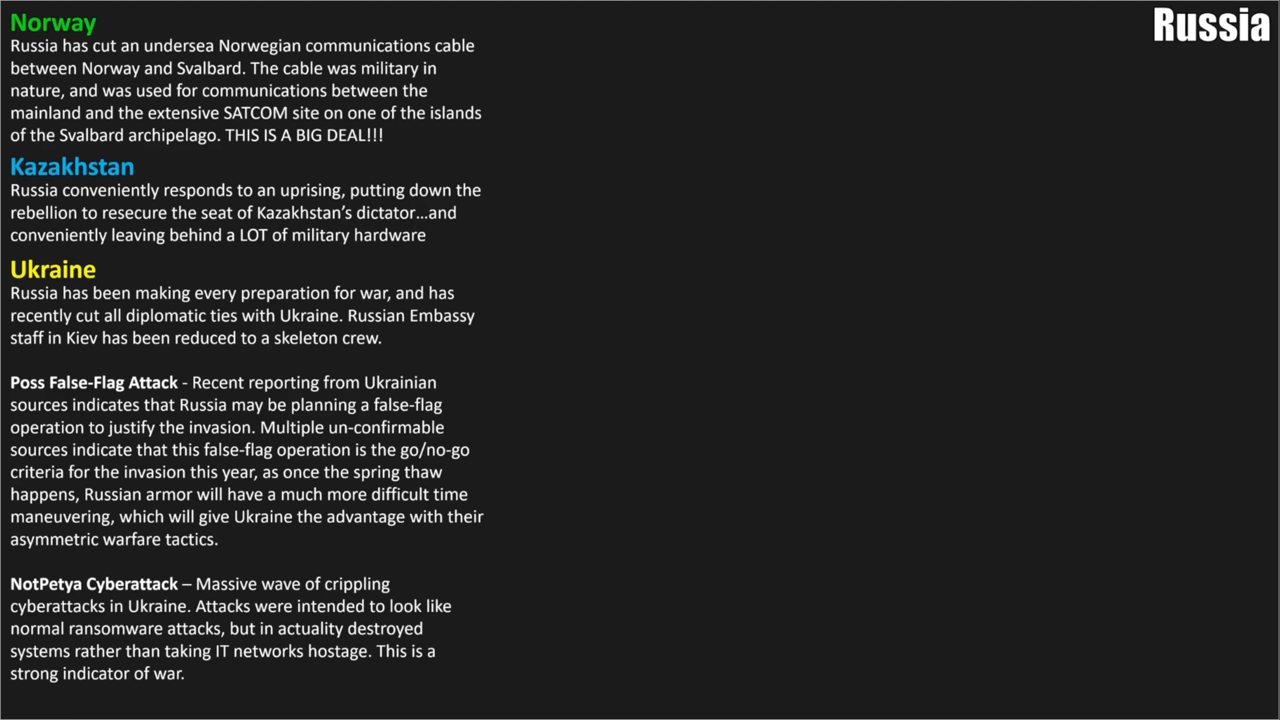 Russia
Norway
Russia has cut an undersea Norwegian communications cable
between Norway and Svalbard. The cable was military in
nature, and was used for communications between the
mainland and the extensive SATCOM site on one of the islands
of the Svalbard archipelago. THIS IS A BIG DEAL!!!
Kazakhstan
Russia conveniently responds to an uprising, putting down the
rebellion to resecure the seat of Kazakhstan’s dictator…and
conveniently leaving behind a LOT of military hardware
Ukraine
Russia has been making every preparation for war, and has
recently cut all diplomatic ties with Ukraine. Russian Embassy
staff in Kiev has been reduced to a skeleton crew.
Poss False-Flag Attack - Recent reporting from Ukrainian
sources indicates that Russia may be planning a false-flag
operation to justify the invasion. Multiple un-confirmable
sources indicate that this false-flag operation is the go/no-go
criteria for the invasion this year, as once the spring thaw
happens, Russian armor will have a much more difficult time
maneuvering, which will give Ukraine the advantage with their
asymmetric warfare tactics.
NotPetya Cyberattack – Massive wave of crippling
cyberattacks in Ukraine. Attacks were intended to look like
normal ransomware attacks, but in actuality destroyed
systems rather than taking IT networks hostage. This is a
strong indicator of war.